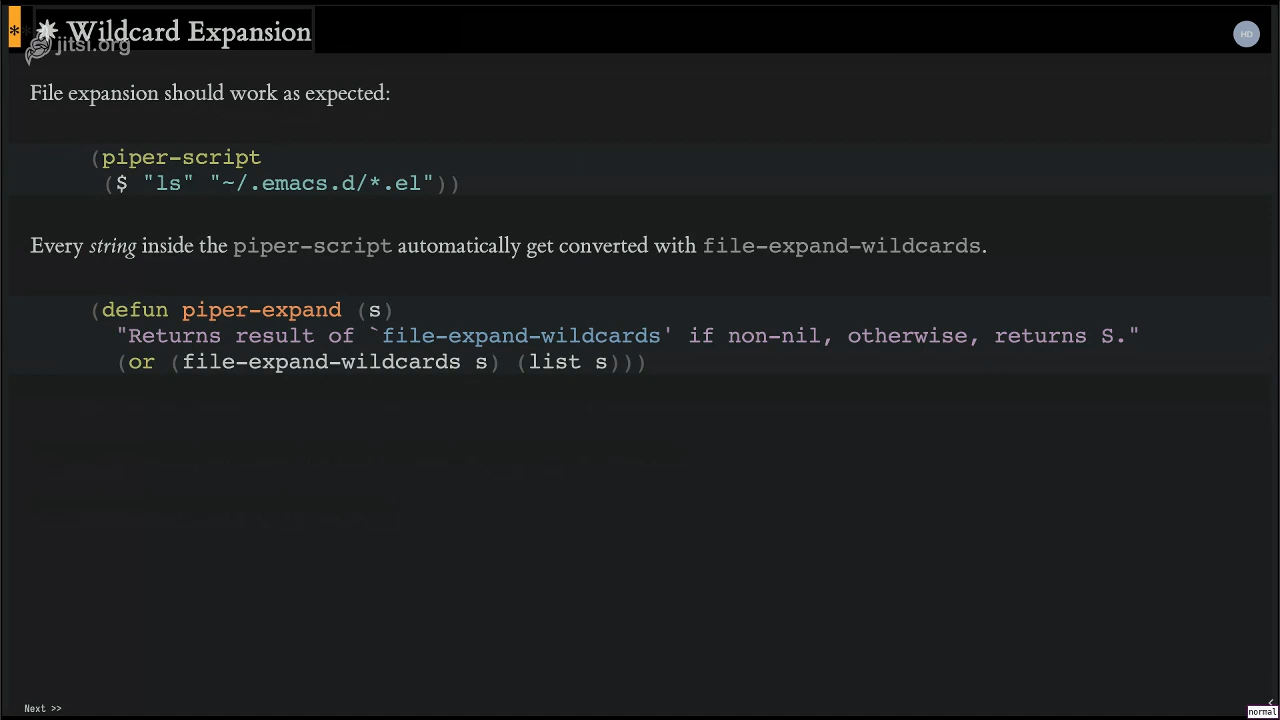 * ✷ Wildcard Expansion
jitsi.org
HD
File expansion should work as expected:
(piper-script
($ "ls" "~/.emacs.d/*.el"))
Every string inside the piper-script automatically get converted with file-expand-wildcards.
(defun piper-expand (s)
"Returns result of `file-expand-wildcards' if non-nil, otherwise, returns S."
(or (file-expand-wildcards s) (list s)))
Next >>
normal